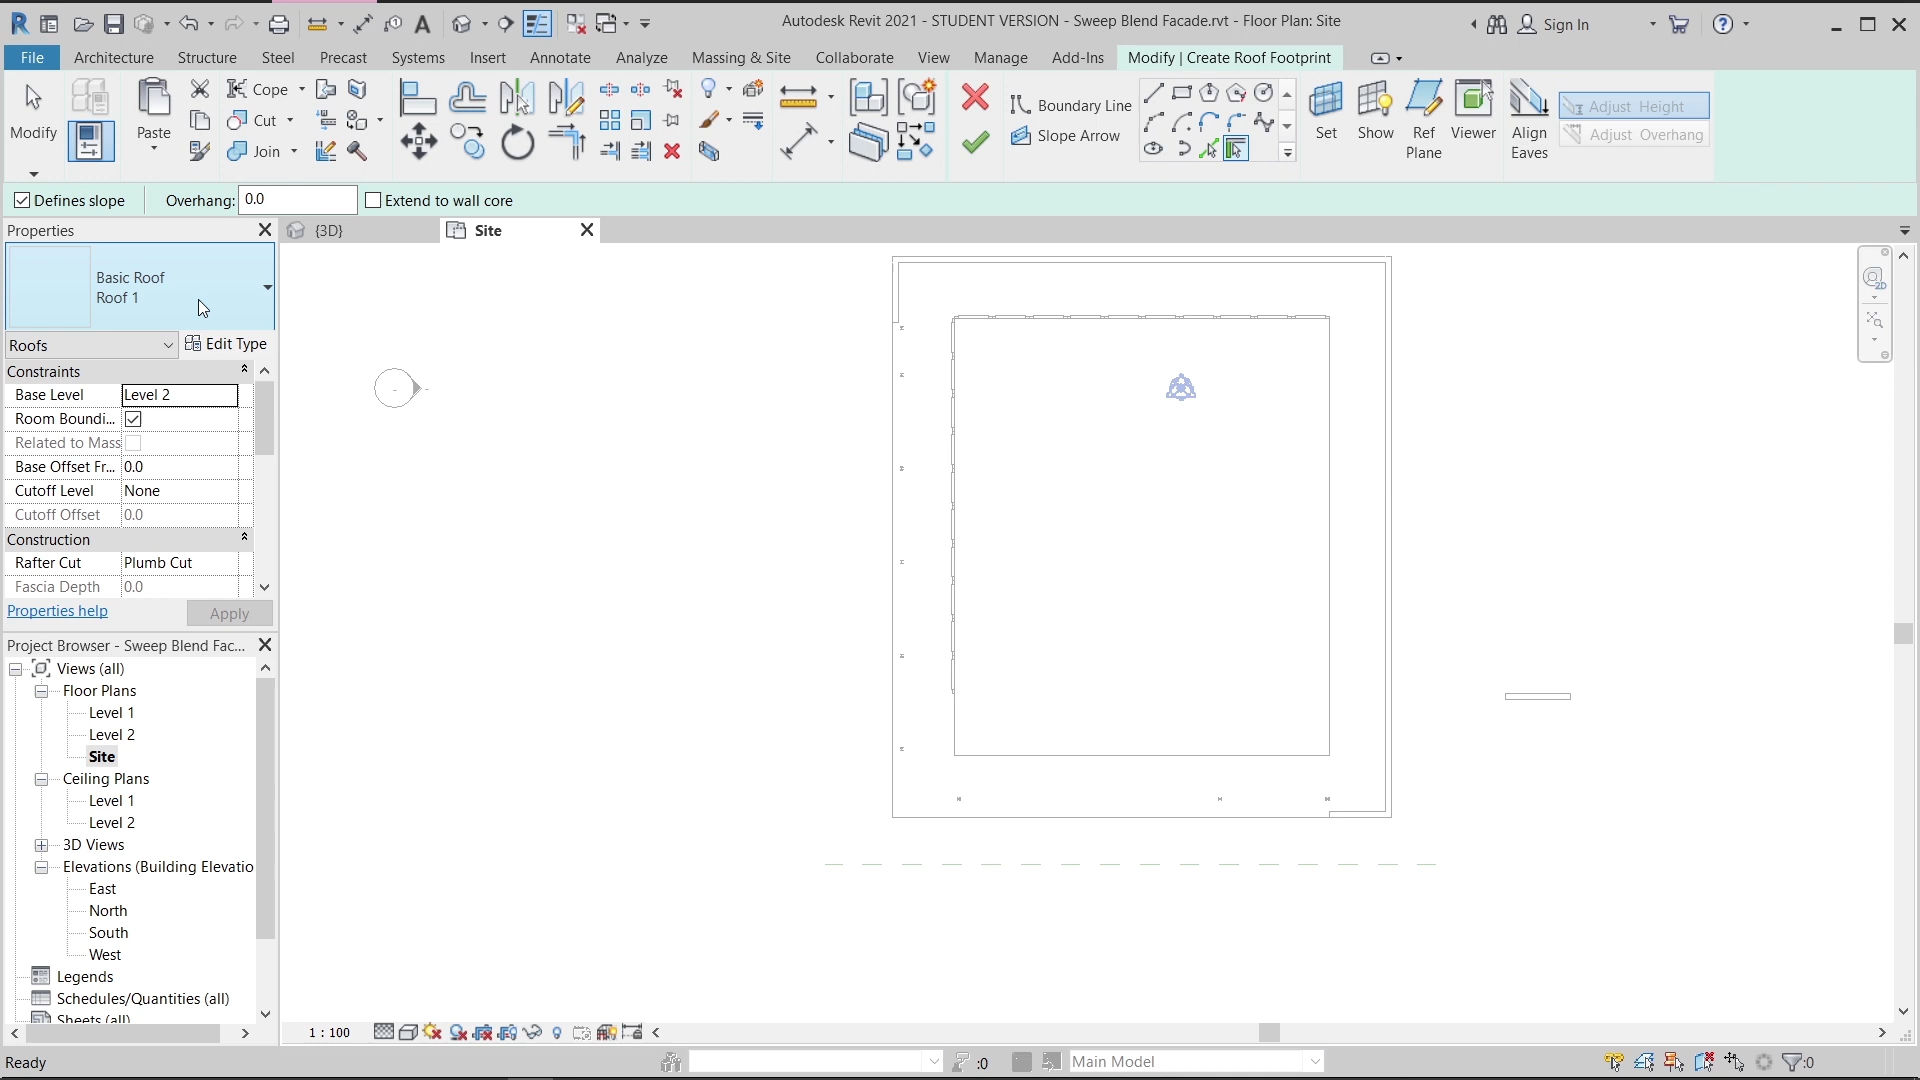 Autodesk Revit 2021 - STUDENT VERSION - Sweep Blend Facade.rvt - Floor Plan: Site
Sign In
File Architecture Structure Steel Precast Systems Insert Annotate Analyze Massing & Site Collaborate View Manage Add-Ins Modify | Create Roof Footprint
Modify
Paste
Cope
Cut
Join
Boundary Line
Slope Arrow
Set
Show
Ref
Plane
Viewer
Align
Eaves
Adjust Height
Adjust Overhang
Defines slope
Overhang: 0.0
Extend to wall core
Properties
{3D}
Site
Basic Roof
Roof 1
Roofs
Edit Type
Constraints
Base Level Level 2
Room Boundi...
Related to Mass
Base Offset Fr... 0.0
Cutoff Level None
Cutoff Offset 0.0
Construction
Rafter Cut Plumb Cut
Fascia Depth 0.0
Properties help
Apply
Project Browser - Sweep Blend Fac...
Views (all)
Floor Plans
Level 1
Level 2
Site
Ceiling Plans
Level 1
Level 2
3D Views
Elevations (Building Elevatio
East
North
South
West
Legends
Schedules/Quantities (all)
Sheets (all)
2D
1 : 100
Ready
:0
Main Model
:0